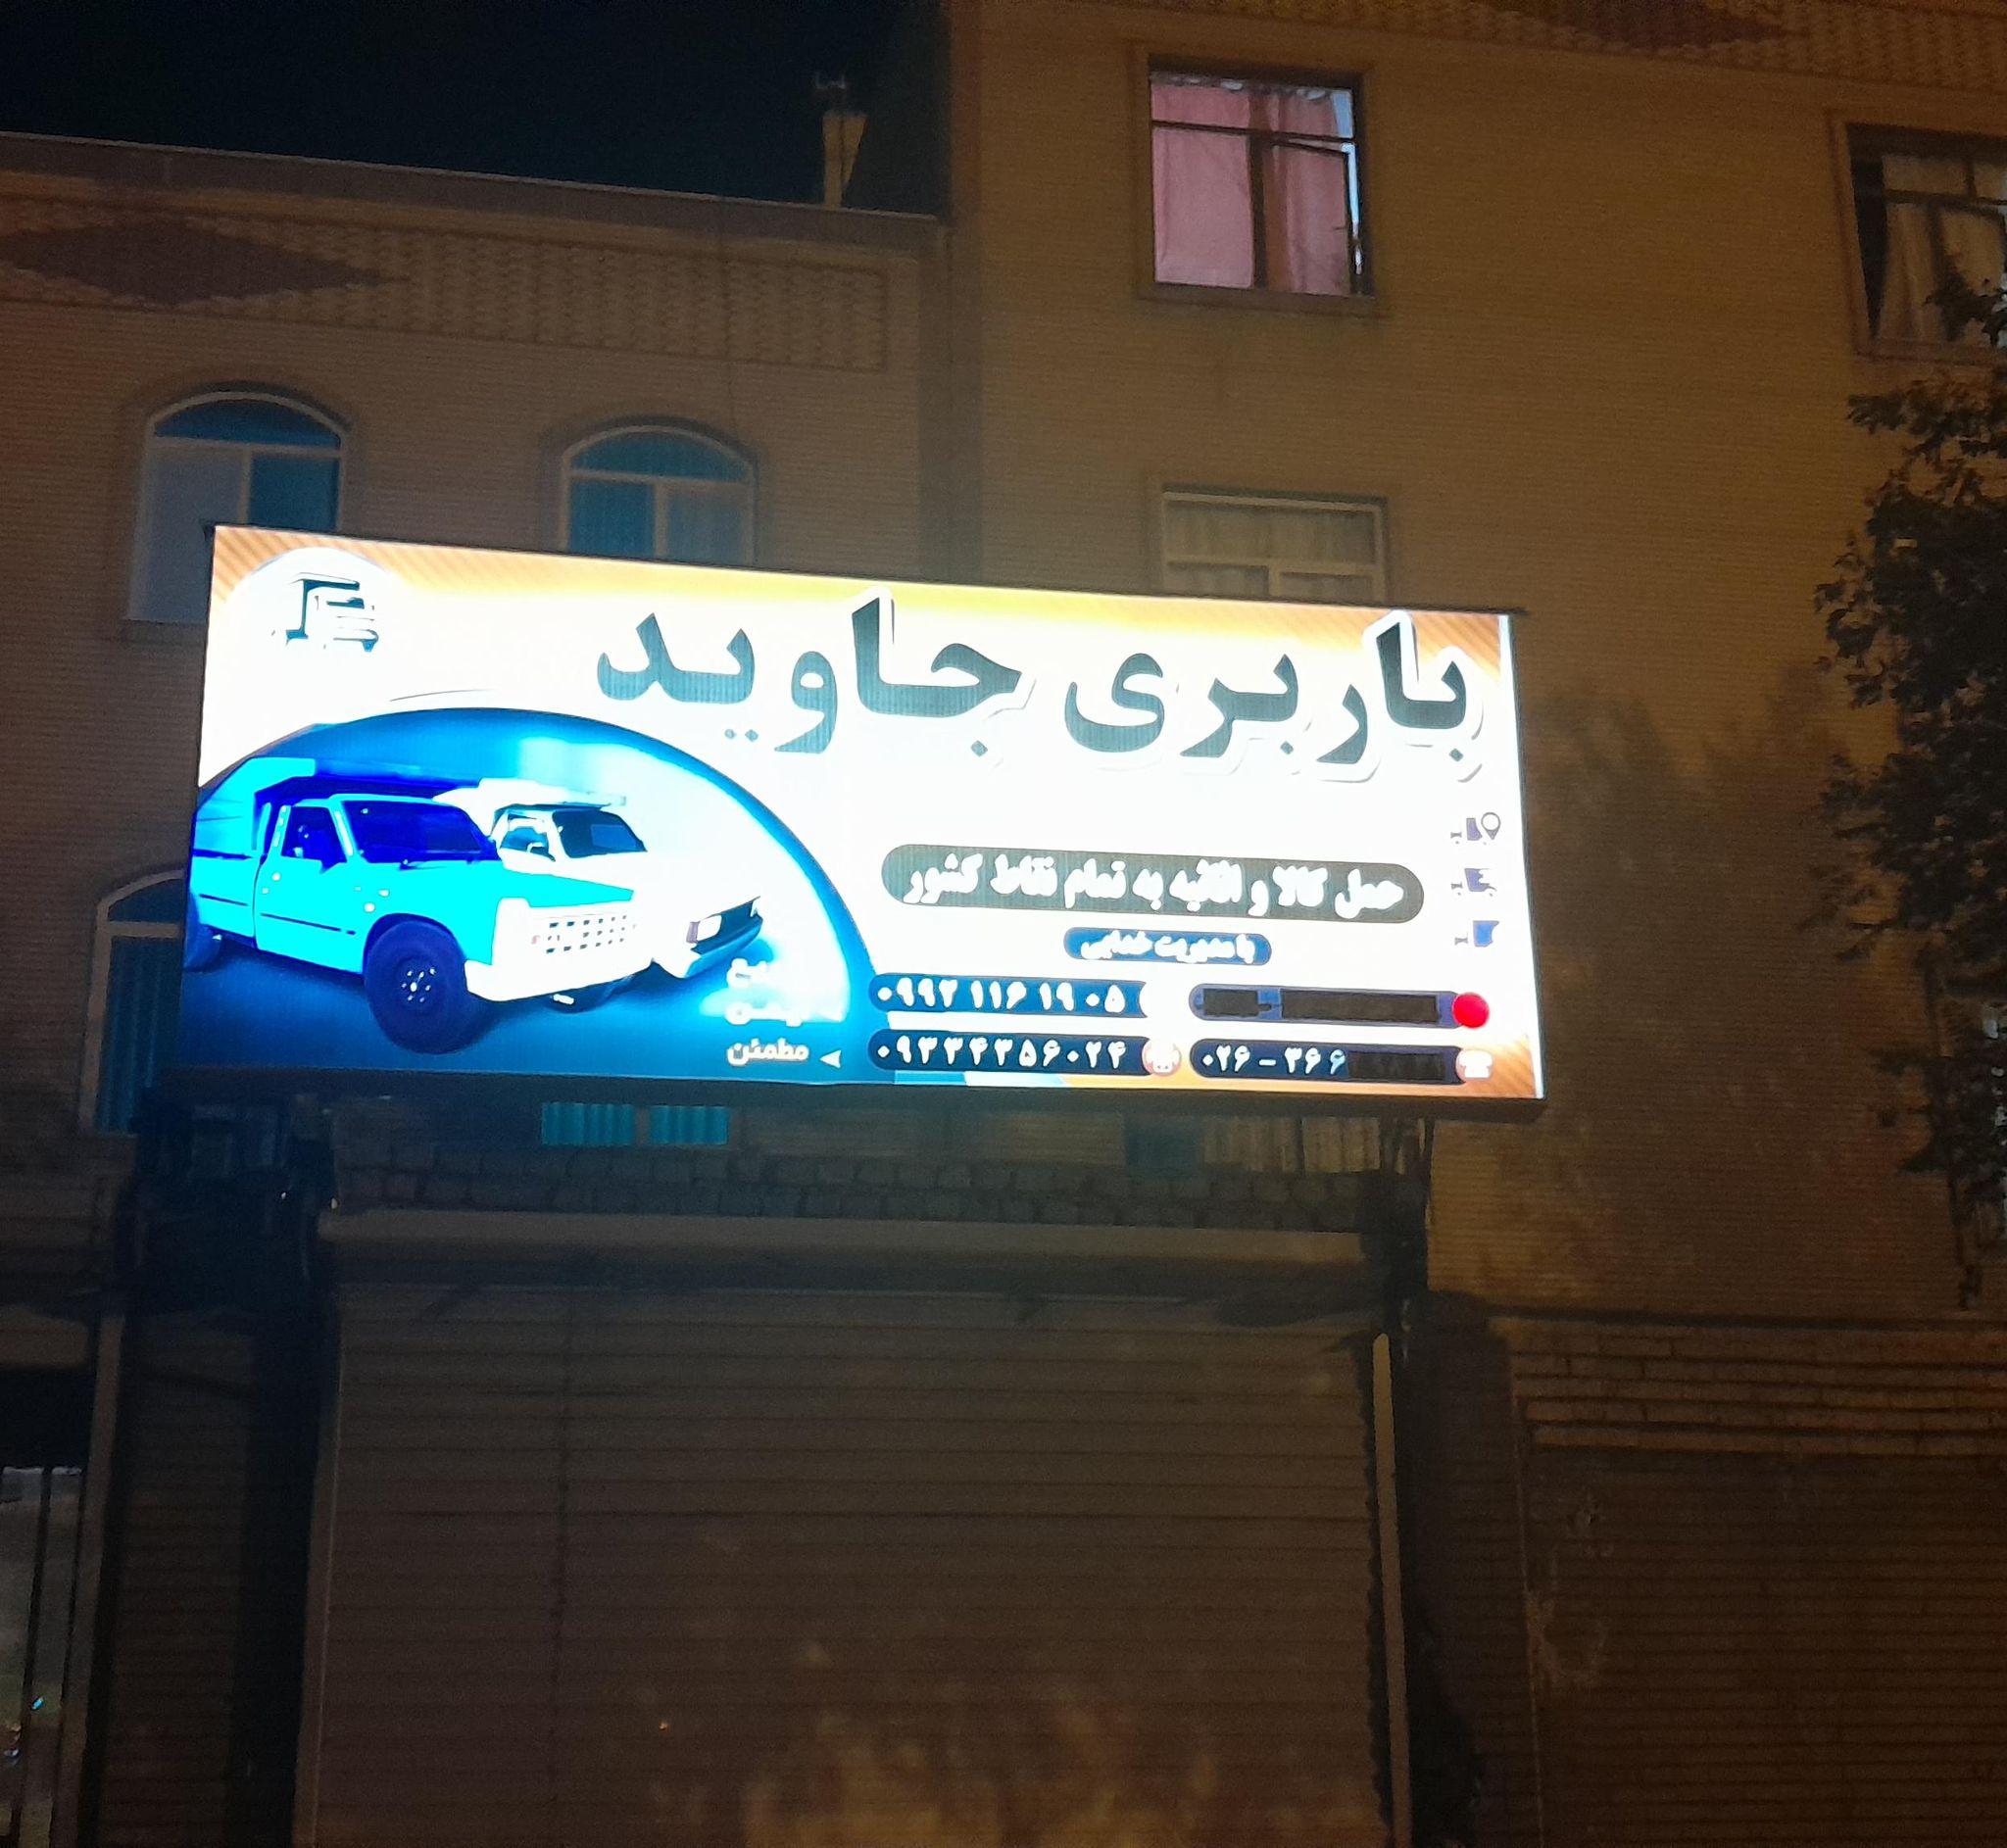 باربری جاوید
حمل کالا و اثاثیه به تمام نقاط کشور
با مدیریت خدایی
۰۹۹۲ ۱۱۶ ۱۹ ۰۵
۰۲۶ - ۳۶۶
۰۹۳۳۴۳۵۶۰۲۴
مطمئن